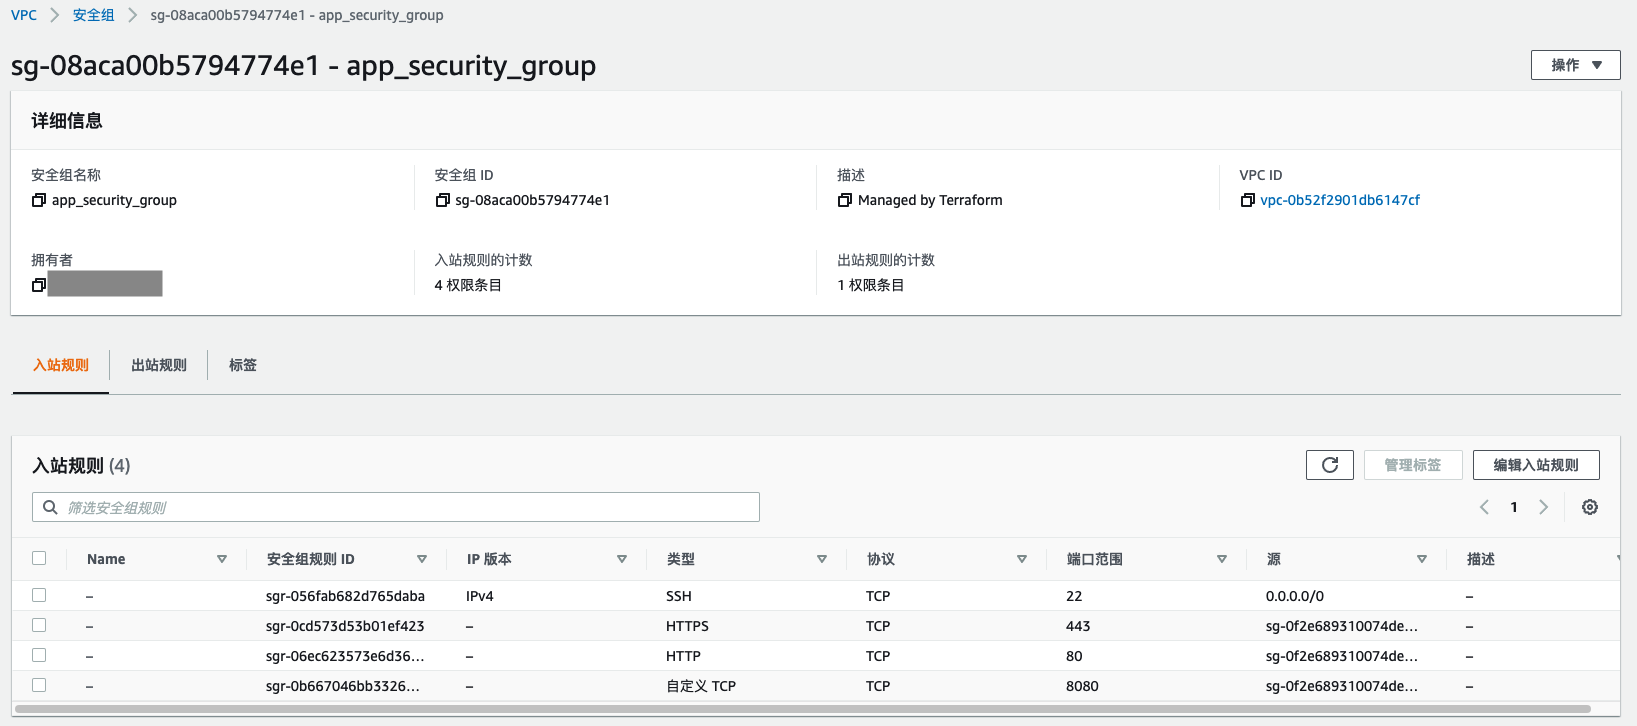 VPC > 安全组 > sg-08aca00b5794774e1 - app_security_group
sg-08aca00b5794774e1 - app_security_group
操作 ▼
详细信息
安全组名称 安全组 ID 描述 VPC ID
app_security_group sg-08aca00b5794774e1 Managed by Terraform vpc-0b52f2901db6147cf
拥有者 入站规则的计数 出站规则的计数
4 权限条目 1 权限条目
入站规则 出站规则 标签
入站规则 (4) 管理标签 编辑入站规则
筛选安全组规则 1
Name 安全组规则 ID IP 版本 类型 协议 端口范围 源 描述
– sgr-056fab682d765daba IPv4 SSH TCP 22 0.0.0.0/0 –
– sgr-0cd573d53b01ef423 – HTTPS TCP 443 sg-0f2e689310074de... –
– sgr-06ec623573e6d36... – HTTP TCP 80 sg-0f2e689310074de... –
– sgr-0b667046bb3326... – 自定义 TCP TCP 8080 sg-0f2e689310074de... –